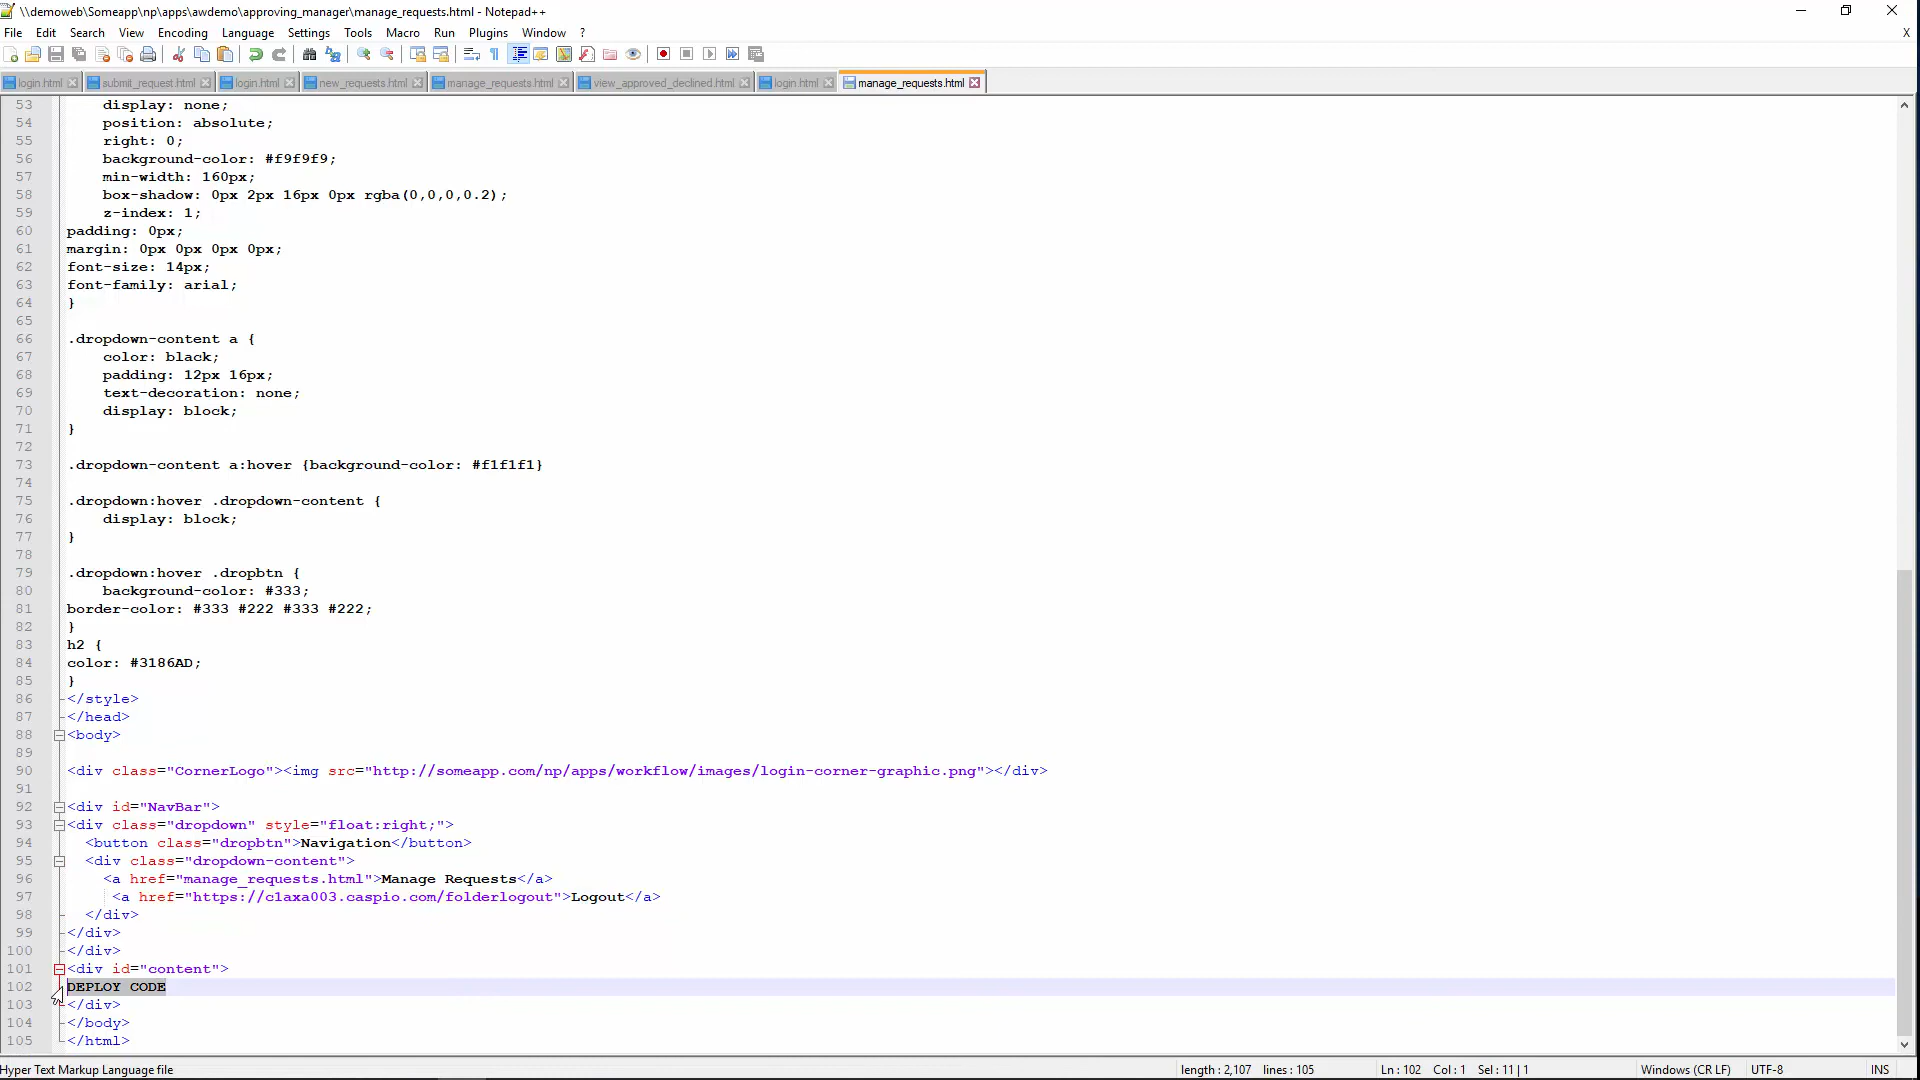 \\demoweb\Someapp\np\apps\awdemo\approving_manager\manage_requests.html - Notepad++
File Edit Search View Encoding Language Settings Tools Macro Run Plugins Window ? X
login.html submit_request.html login.html new_requests.html manage_requests.html view_approved_declined.html login.html manage_requests.html
53 display: none;
54 position: absolute;
55 right: 0;
56 background-color: #f9f9f9;
57 min-width: 160px;
58 box-shadow: 0px 2px 16px 0px rgba(0,0,0,0.2);
59 z-index: 1;
60 padding: 0px;
61 margin: 0px 0px 0px 0px;
62 font-size: 14px;
63 font-family: arial;
64 }
65
66 .dropdown-content a {
67 color: black;
68 padding: 12px 16px;
69 text-decoration: none;
70 display: block;
71 }
72
73 .dropdown-content a:hover {background-color: #f1f1f1}
74
75 .dropdown:hover .dropdown-content {
76 display: block;
77 }
78
79 .dropdown:hover .dropbtn {
80 background-color: #333;
81 border-color: #333 #222 #333 #222;
82 }
83 h2 {
84 color: #3186AD;
85 }
86 </style>
87 </head>
88 <body>
89
90 <div class="CornerLogo"><img src="http://someapp.com/np/apps/workflow/images/login-corner-graphic.png"></div>
91
92 <div id="NavBar">
93 <div class="dropdown" style="float:right;">
94 <button class="dropbtn">Navigation</button>
95 <div class="dropdown-content">
96 <a href="manage_requests.html">Manage Requests</a>
97 <a href="https://c1axa003.caspio.com/folderlogout">Logout</a>
98 </div>
99 </div>
100 </div>
101 <div id="content">
102 DEPLOY CODE
103 </div>
104 </body>
105 </html>
Hyper Text Markup Language file length : 2,107 lines : 105 Ln : 102 Col : 1 Sel : 11 | 1 Windows (CR LF) UTF-8 INS